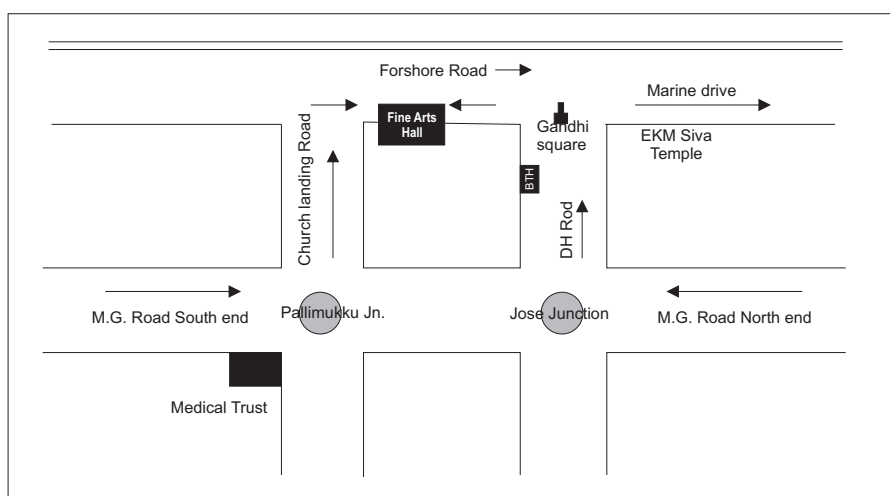 Forshore Road
Marine drive
Fine Arts
Hall
Gandhi
square
EKM Siva
Temple
Church landing Road
BTH
DH Rod
M.G. Road South end
Pallimukku Jn.
Jose Junction
M.G. Road North end
Medical Trust